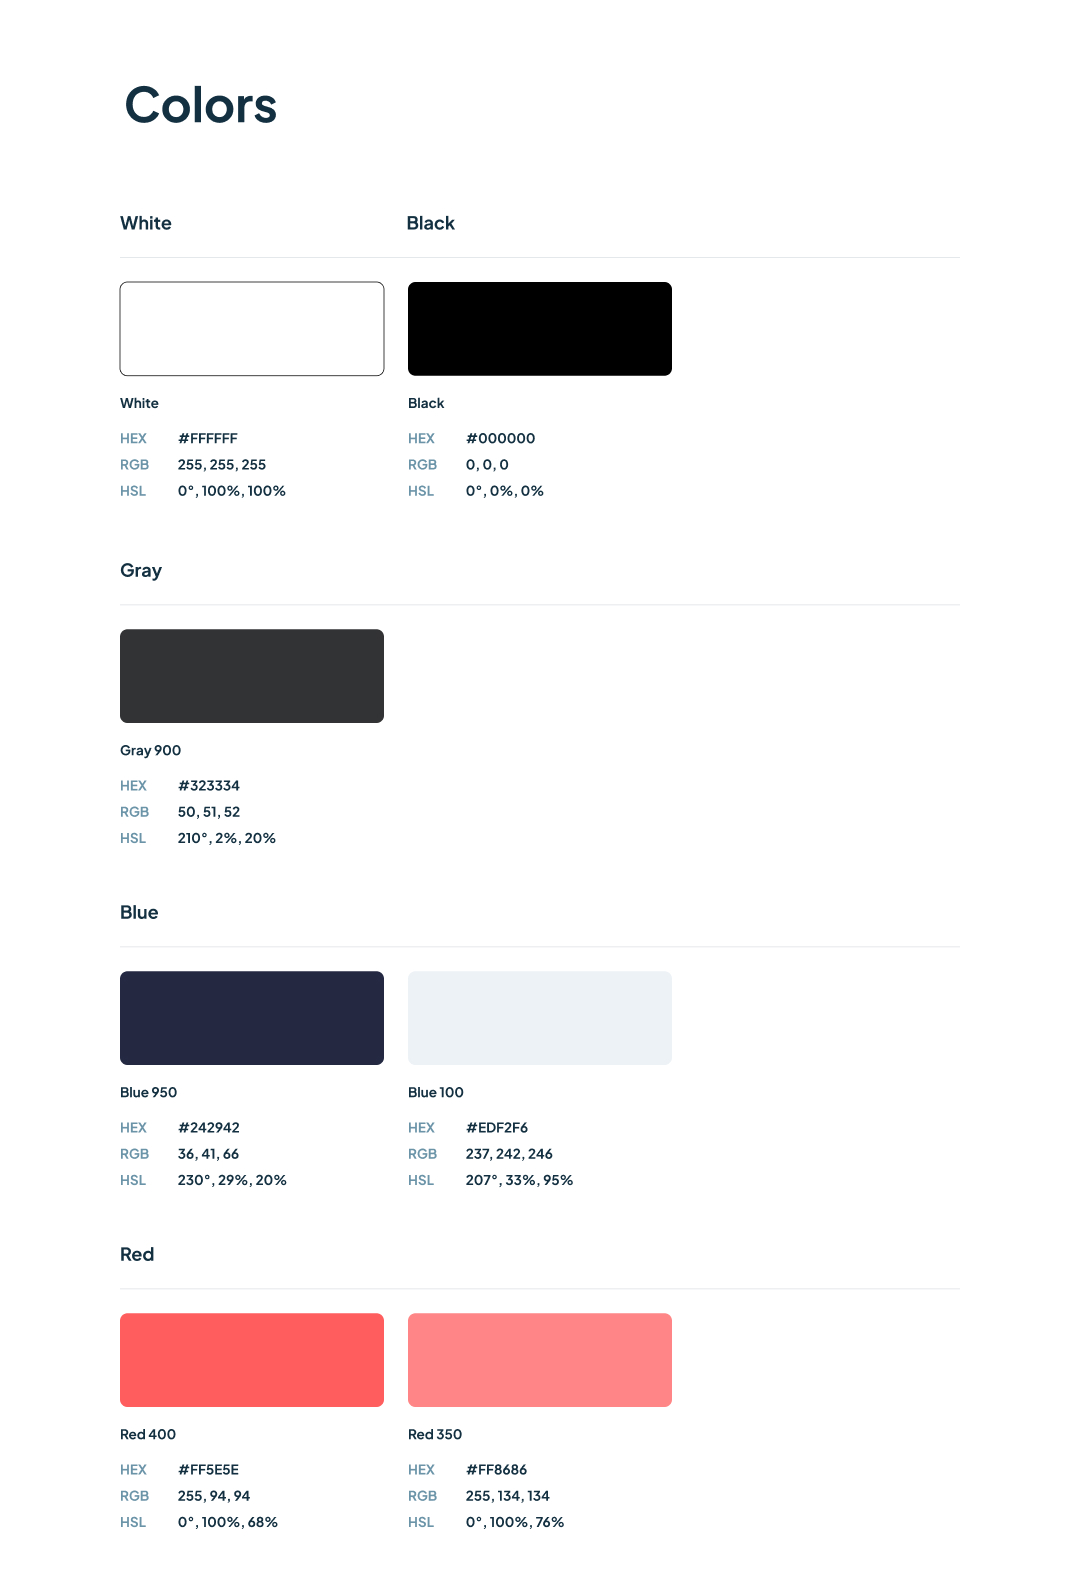 Colors
White Black
White Black
HEX #FFFFFF HEX #000000
RGB 255, 255, 255 RGB 0, 0, 0
HSL 0°, 100%, 100% HSL 0°, 0%, 0%
Gray
Gray 900
HEX #323334
RGB 50, 51, 52
HSL 210°, 2%, 20%
Blue
Blue 950 Blue 100
HEX #242942 HEX #EDF2F6
RGB 36, 41, 66 RGB 237, 242, 246
HSL 230°, 29%, 20% HSL 207°, 33%, 95%
Red
Red 400 Red 350
HEX #FF5E5E HEX #FF8686
RGB 255, 94, 94 RGB 255, 134, 134
HSL 0°, 100%, 68% HSL 0°, 100%, 76%